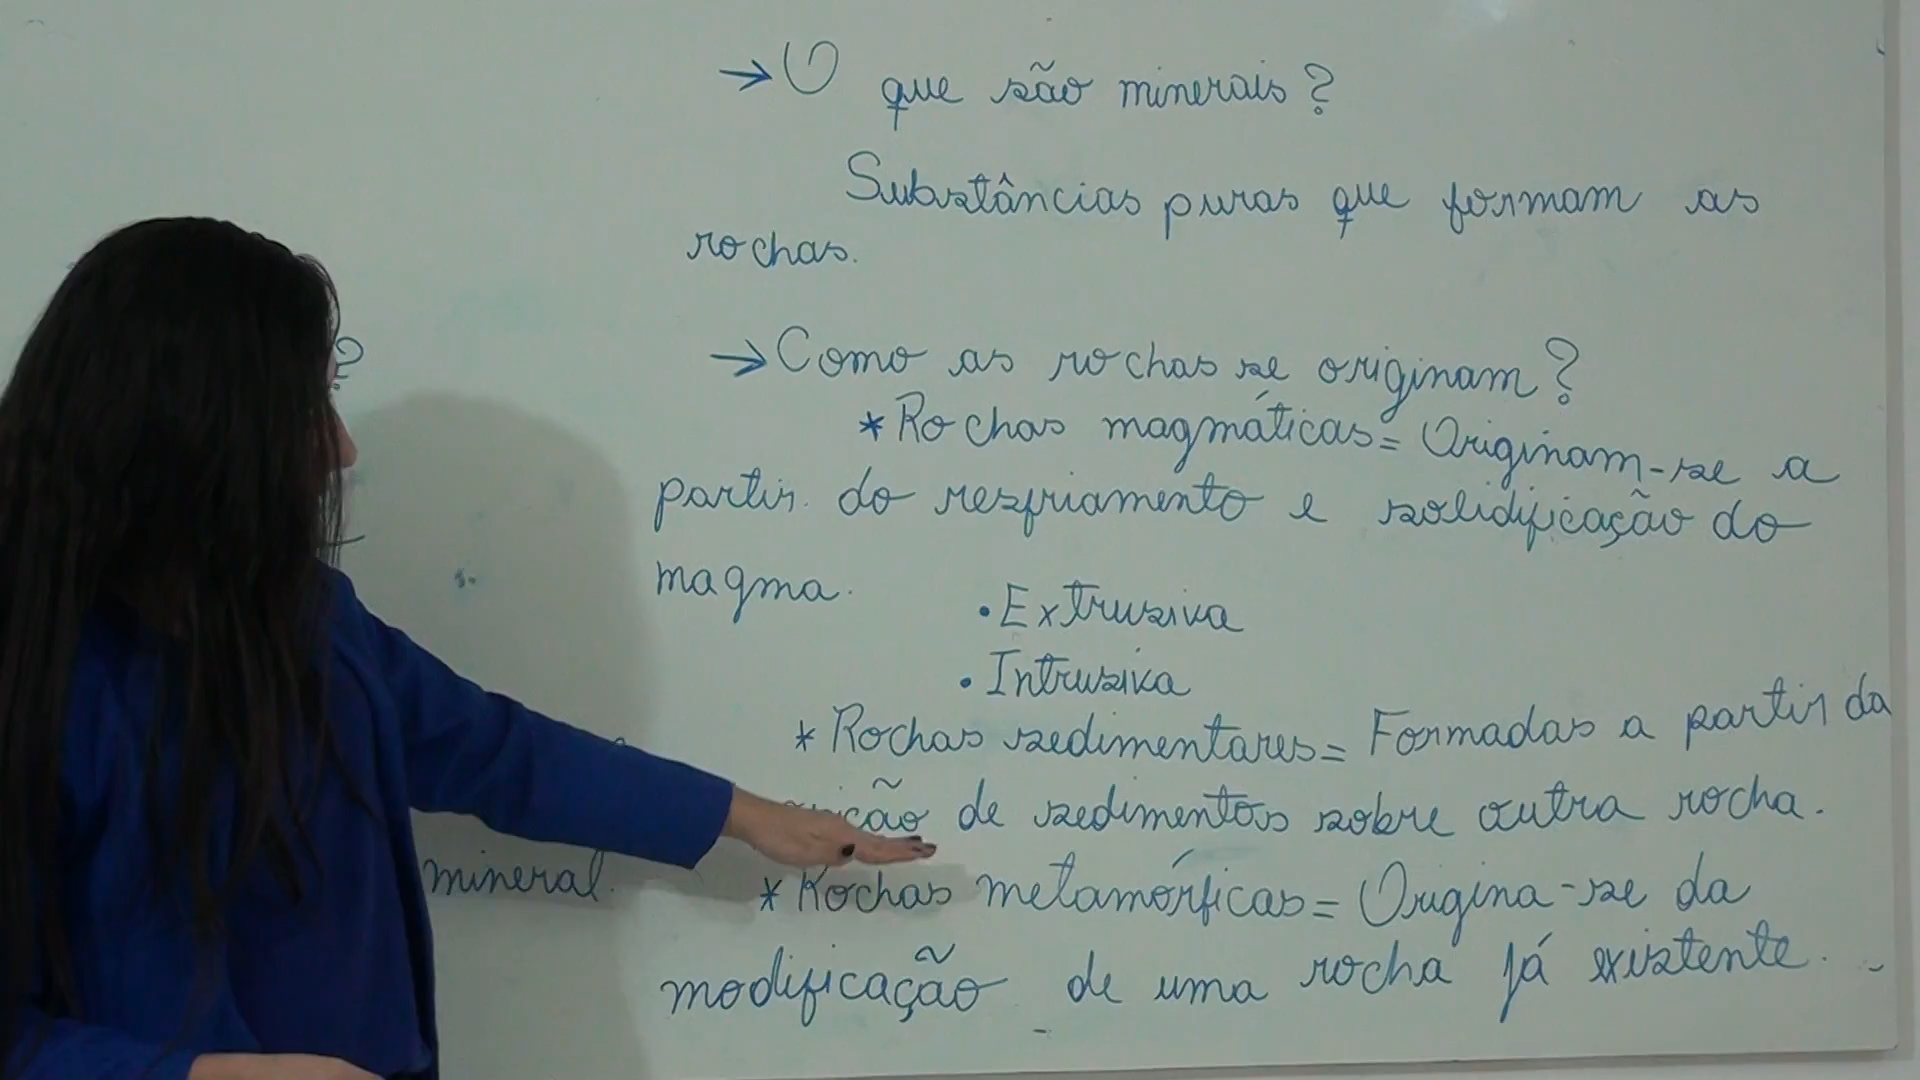 → O que são minerais?
Substâncias puras que formam as
rochas.
?
→ Como as rochas se originam?
* Rochas magmáticas = Originam-se a
partir do resfriamento e solidificação do
magma.
• Extrusiva
• Intrusiva
* Rochas sedimentares = Formadas a partir da
de sedimentos sobre outra rocha.
mineral.
* Rochas metamórficas = Origina-se da
modificação de uma rocha já existente.